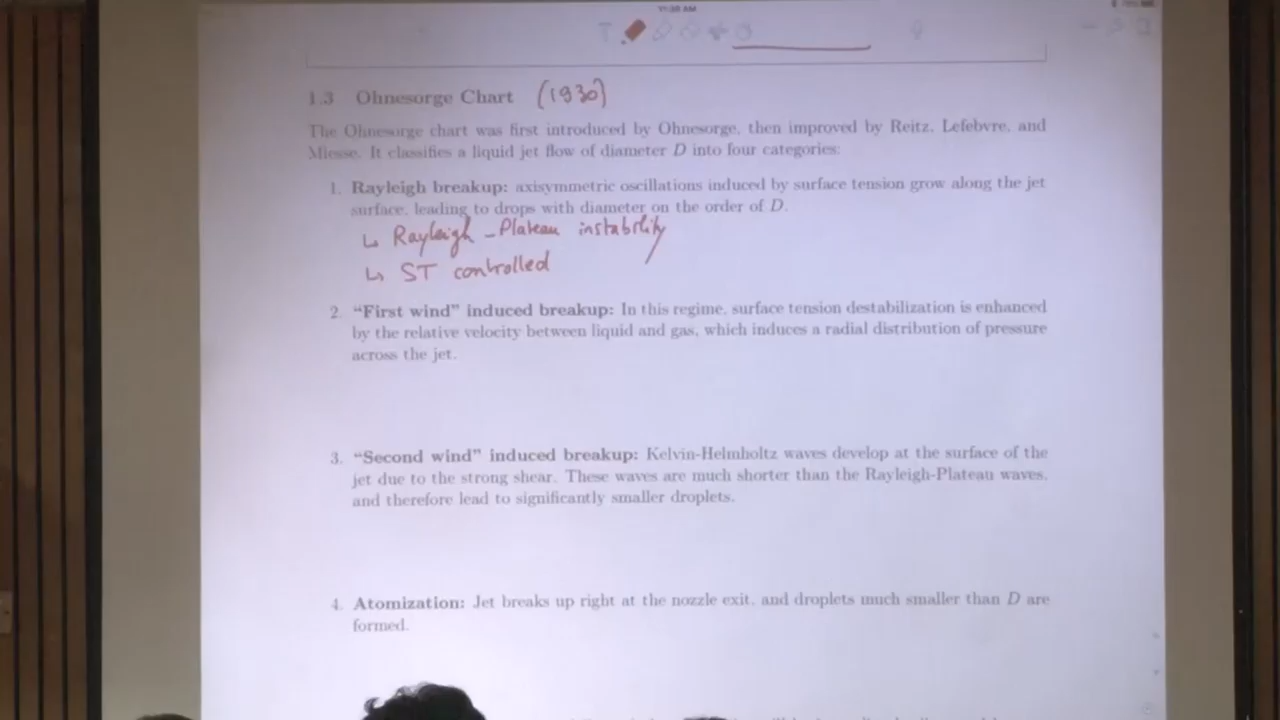 11:39 AM
1.3 Ohnesorge Chart (1930)
The Ohnesorge chart was first introduced by Ohnesorge, then improved by Reitz, Lefebvre, and
Miesse. It classifies a liquid jet flow of diameter D into four categories:
1. Rayleigh breakup: axisymmetric oscillations induced by surface tension grow along the jet
surface, leading to drops with diameter on the order of D.
↳ Rayleigh - Plateau instability
↳ ST controlled
2. “First wind” induced breakup: In this regime, surface tension destabilization is enhanced
by the relative velocity between liquid and gas, which induces a radial distribution of pressure
across the jet.
3. “Second wind” induced breakup: Kelvin-Helmholtz waves develop at the surface of the
jet due to the strong shear. These waves are much shorter than the Rayleigh-Plateau waves,
and therefore lead to significantly smaller droplets.
4. Atomization: Jet breaks up right at the nozzle exit, and droplets much smaller than D are
formed.